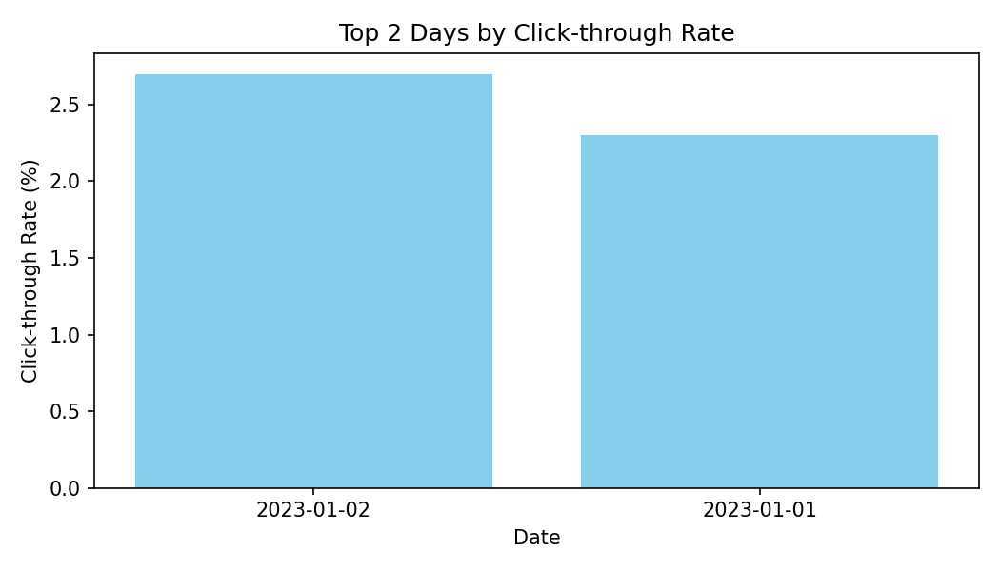 Top 2 Days by Click-through Rate
Click-through Rate (%)
2.5
2.0
1.5
1.0
0.5
0.0
2023-01-02 2023-01-01
Date